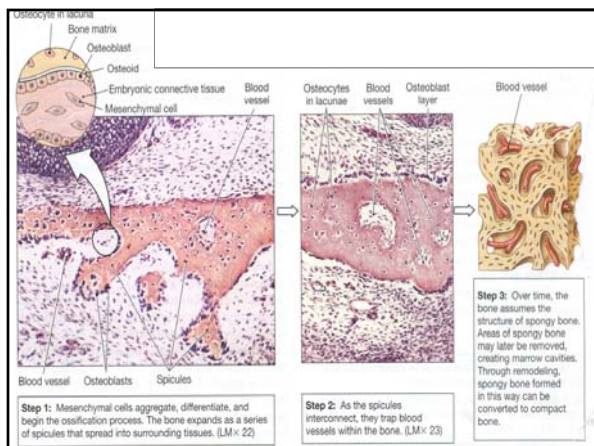 Osteocyte in lacuna
Bone matrix
Osteoblast
Osteoid
Embryonic connective tissue
Mesenchymal cell
Blood
vessel
Blood vessel
Osteoblasts
Spicules
Step 1: Mesenchymal cells aggregate, differentiate, and
begin the ossification process. The bone expands as a series
of spicules that spread into surrounding tissues. (LM× 22)
Osteocytes
in lacunae
Blood
vessels
Osteoblast
layer
Step 2: As the spicules
interconnect, they trap blood
vessels within the bone. (LM× 23)
Blood vessel
Step 3: Over time, the
bone assumes the
structure of spongy bone.
Areas of spongy bone
may later be removed,
creating marrow cavities.
Through remodeling,
spongy bone formed
in this way can be
converted to compact
bone.